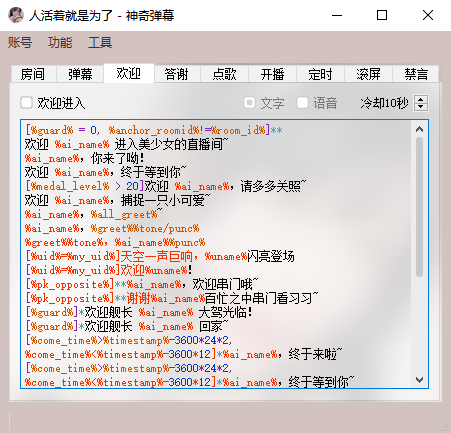 人活着就是为了 - 神奇弹幕
账号 功能 工具
房间 弹幕 欢迎 答谢 点歌 开播 定时 滚屏 禁言
欢迎进入 文字 语音 冷却10秒
[%guard% = 0, %anchor_roomid%!=%room_id%]**
欢迎 %ai_name% 进入美少女的直播间~
%ai_name%，你来了呦！
欢迎 %ai_name%，终于等到你~
[%medal_level% > 20]欢迎 %ai_name%，请多多关照~
欢迎 %ai_name%，捕捉一只小可爱~
%ai_name%，%all_greet%~
%ai_name%，%greet%%tone/punc%
%greet%%tone%，%ai_name%%punc%
[%uid%=%my_uid%]天空一声巨响，%uname%闪亮登场
[%uid%=%my_uid%]欢迎%uname%！
[%pk_opposite%]**%ai_name%，欢迎串门哦~
[%pk_opposite%]**谢谢%ai_name%百忙之中串门看习习~
[%guard%]*欢迎舰长 %ai_name% 大驾光临！
[%guard%]*欢迎舰长 %ai_name% 回家~
[%come_time%>%timestamp%-3600*24*2,
%come_time%<%timestamp%-3600*12]*%ai_name%，终于来啦~
[%come_time%>%timestamp%-3600*24*2,
%come_time%<%timestamp%-3600*12]*%ai_name%，终于等到你~